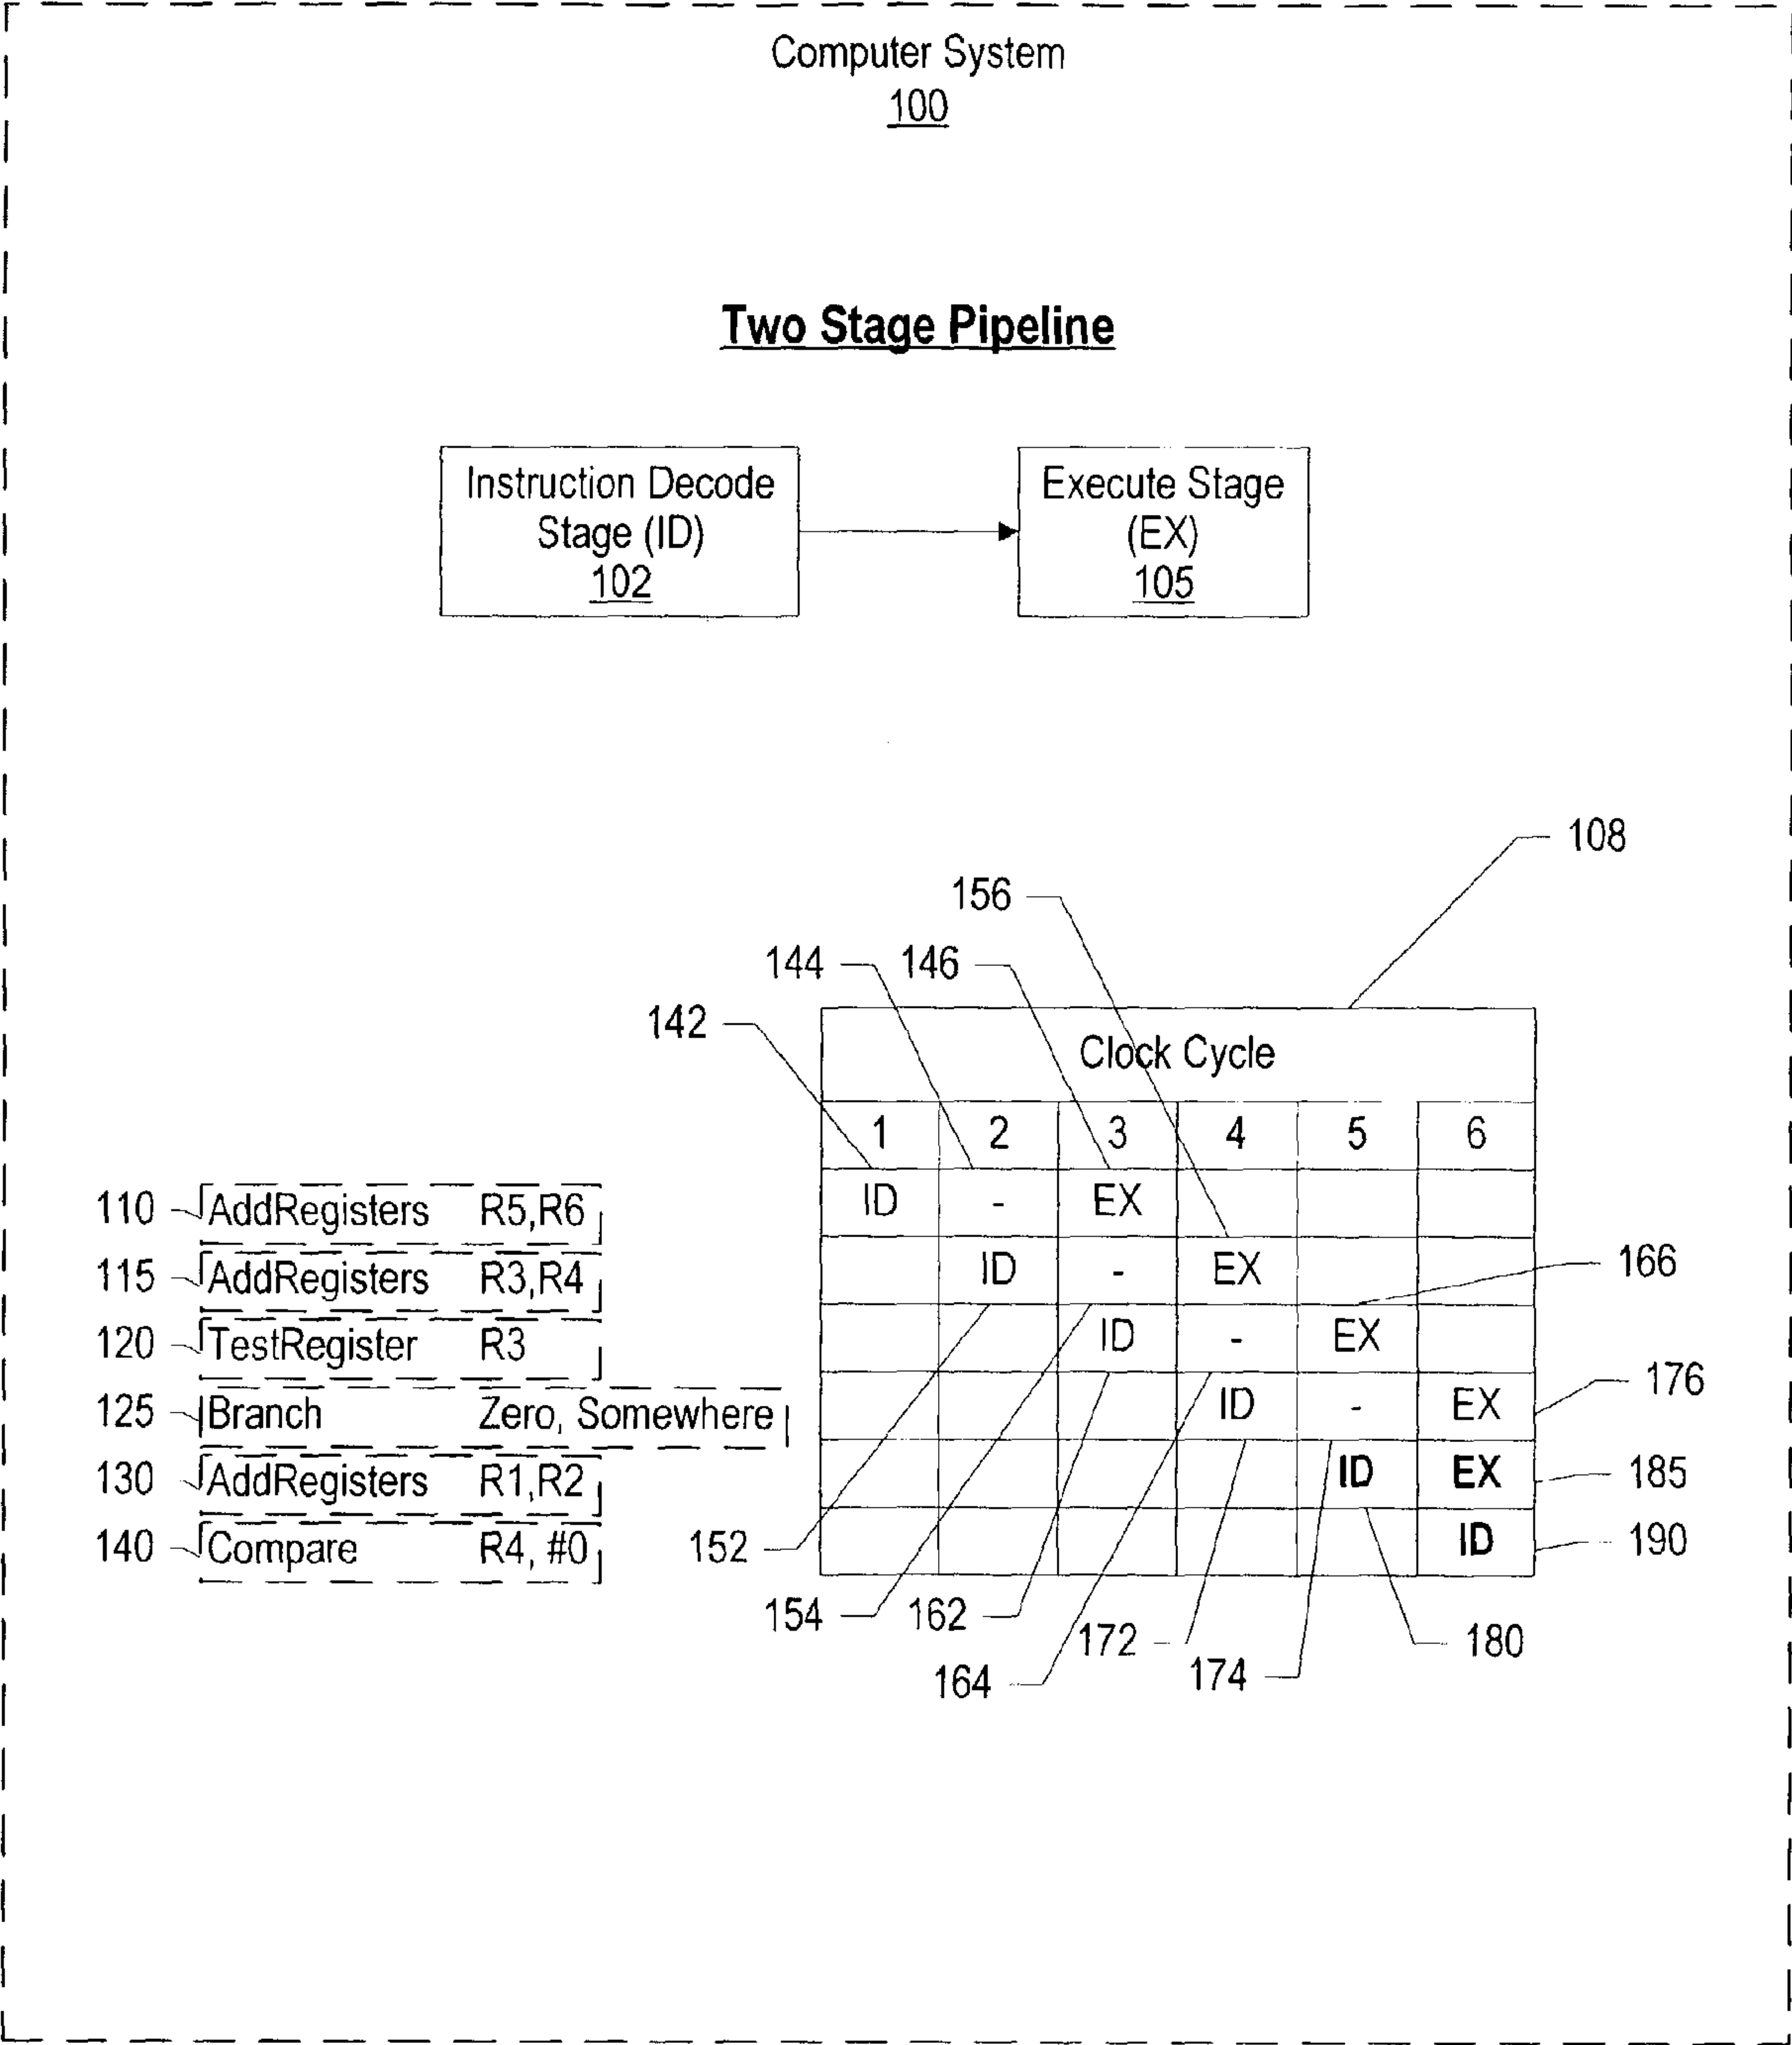 Computer System
100
Two Stage Pipeline
Instruction Decode
Stage (ID)
102
Execute Stage
(EX)
105
108
156
144 146
142
Clock Cycle
1 2 3 4 5 6
110 AddRegisters R5,R6 ID - EX
115 AddRegisters R3,R4 ID - EX 166
120 TestRegister R3 ID - EX
125 Branch Zero, Somewhere ID - EX 176
130 AddRegisters R1,R2 ID EX 185
140 Compare R4, #0 152 ID 190
154 162 172 180
164 174